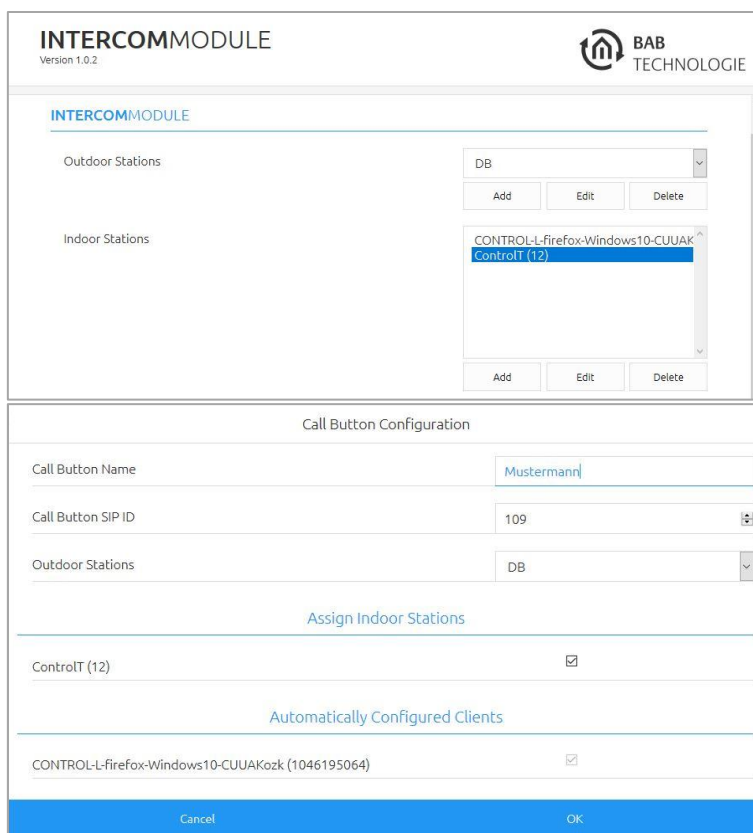 INTERCOMMODULE
Version 1.0.2
BAB
TECHNOLOGIE
INTERCOMMODULE
Outdoor Stations
DB
Add Edit Delete
Indoor Stations
CONTROL-L-firefox-Windows10-CUUAK
ControlT (12)
Add Edit Delete
Call Button Configuration
Call Button Name
Mustermann
Call Button SIP ID
109
Outdoor Stations
DB
Assign Indoor Stations
ControlT (12)
Automatically Configured Clients
CONTROL-L-firefox-Windows10-CUUAKozk (1046195064)
Cancel OK